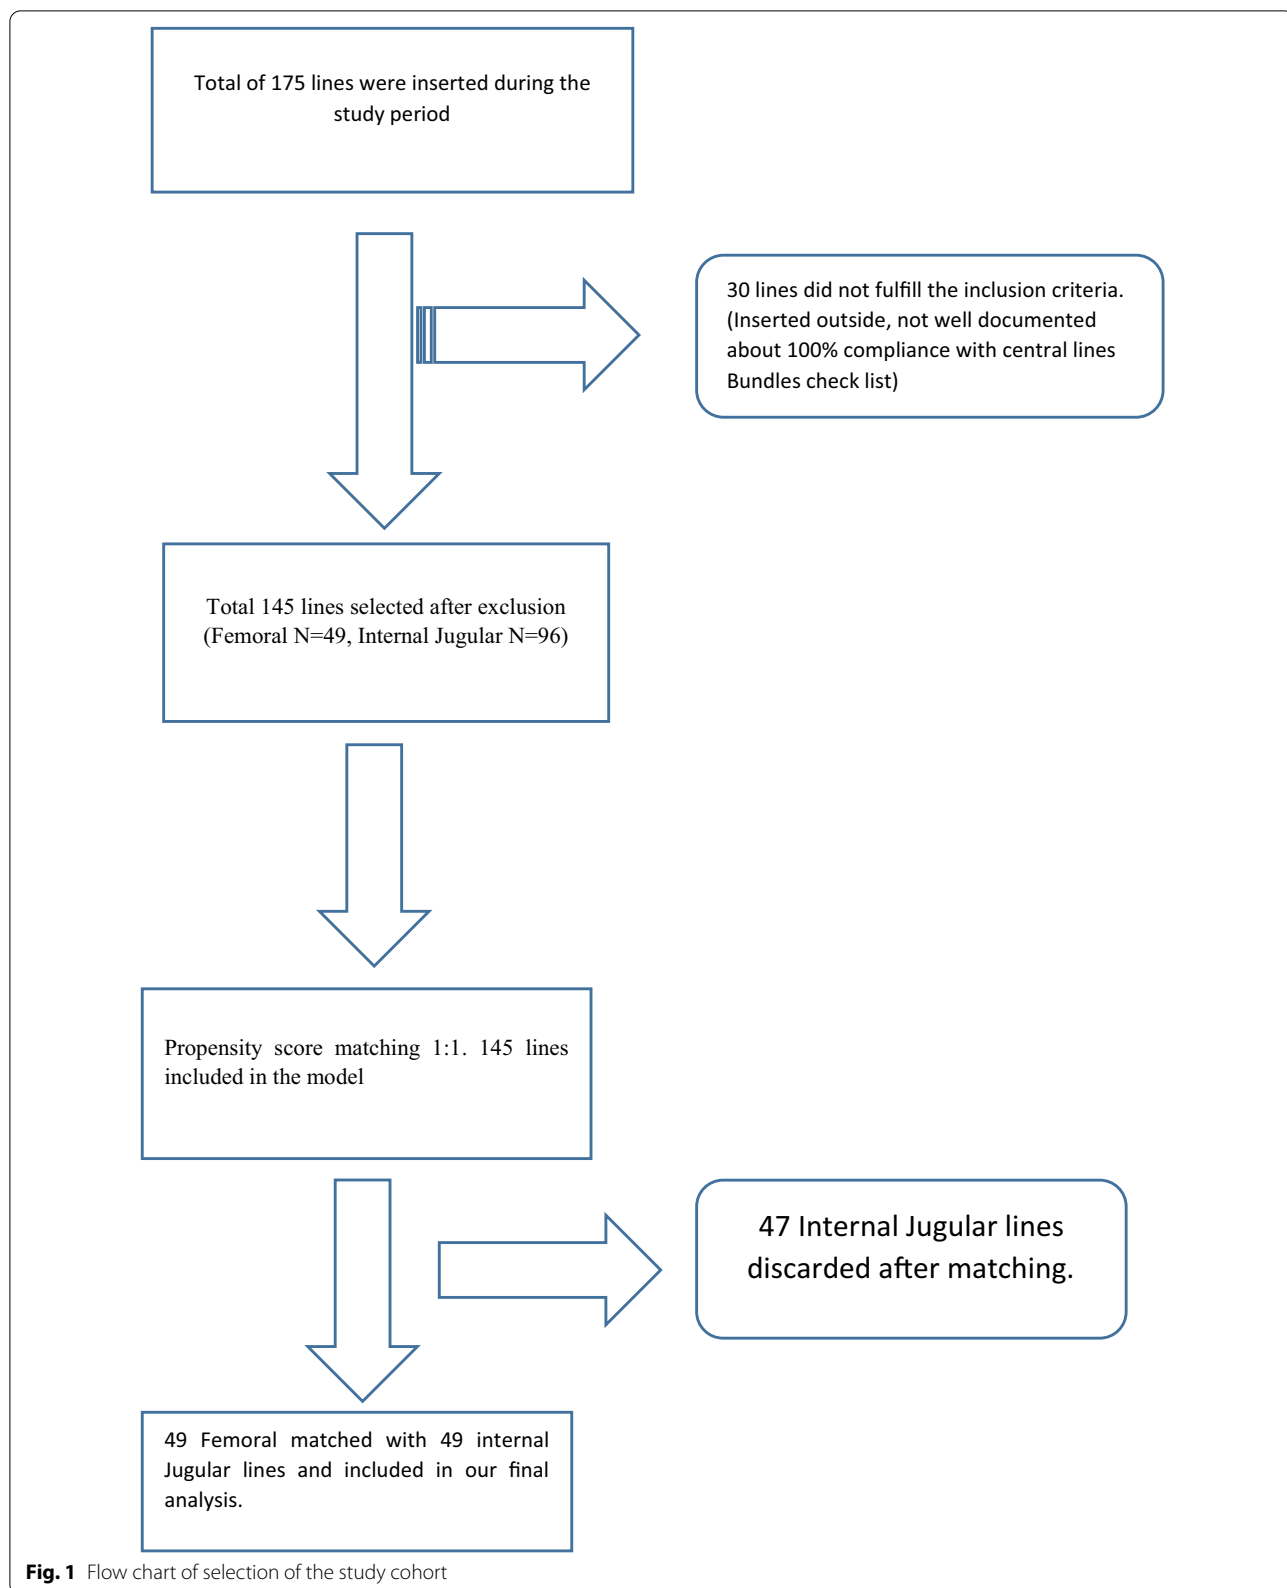 Total of 175 lines were inserted during the
study period
30 lines did not fulfill the inclusion criteria.
(Inserted outside, not well documented
about 100% compliance with central lines
Bundles check list)
Total 145 lines selected after exclusion
(Femoral N=49, Internal Jugular N=96)
Propensity score matching 1:1. 145 lines
included in the model
47 Internal Jugular lines
discarded after matching.
49 Femoral matched with 49 internal
Jugular lines and included in our final
analysis.
Fig. 1 Flow chart of selection of the study cohort